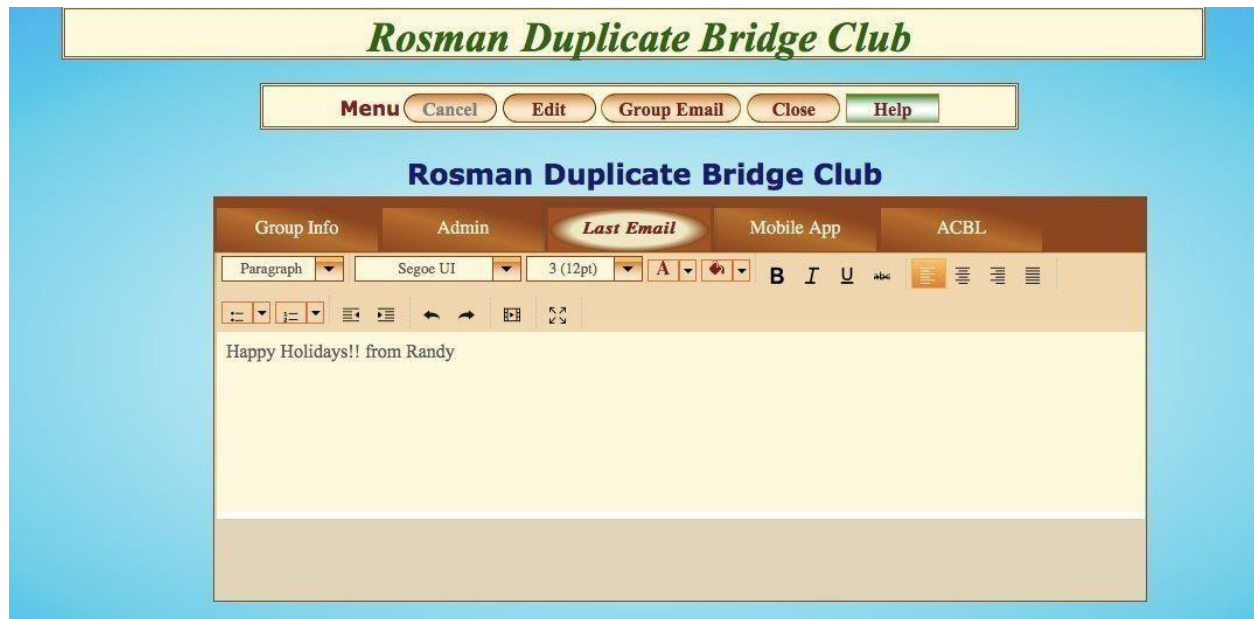 Rosman Duplicate Bridge Club
Menu Cancel Edit Group Email Close Help
Rosman Duplicate Bridge Club
Group Info Admin Last Email Mobile App ACBL
Paragraph Segoe UI 3 (12pt) A B I U abc
Happy Holidays!! from Randy